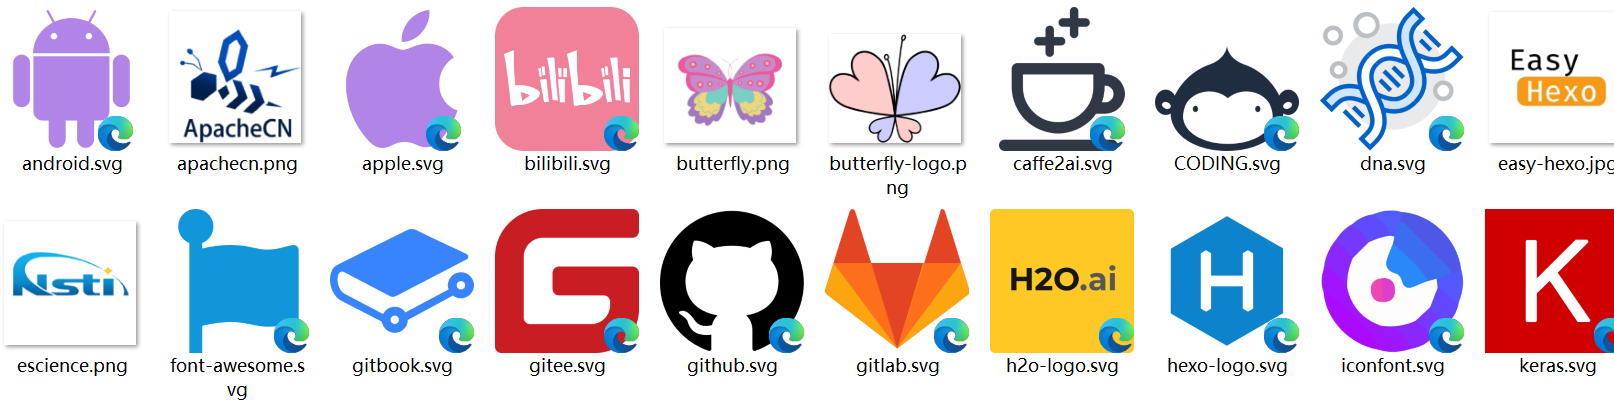 ApacheCN
bilibili
Easy
Hexo
android.svg
apachecn.png
apple.svg
bilibili.svg
butterfly.png
butterfly-logo.p
ng
caffe2ai.svg
CODING.svg
dna.svg
easy-hexo.jpg
Nsti
G
H2O.ai
H
K
escience.png
font-awesome.s
vg
gitbook.svg
gitee.svg
github.svg
gitlab.svg
h2o-logo.svg
hexo-logo.svg
iconfont.svg
keras.svg